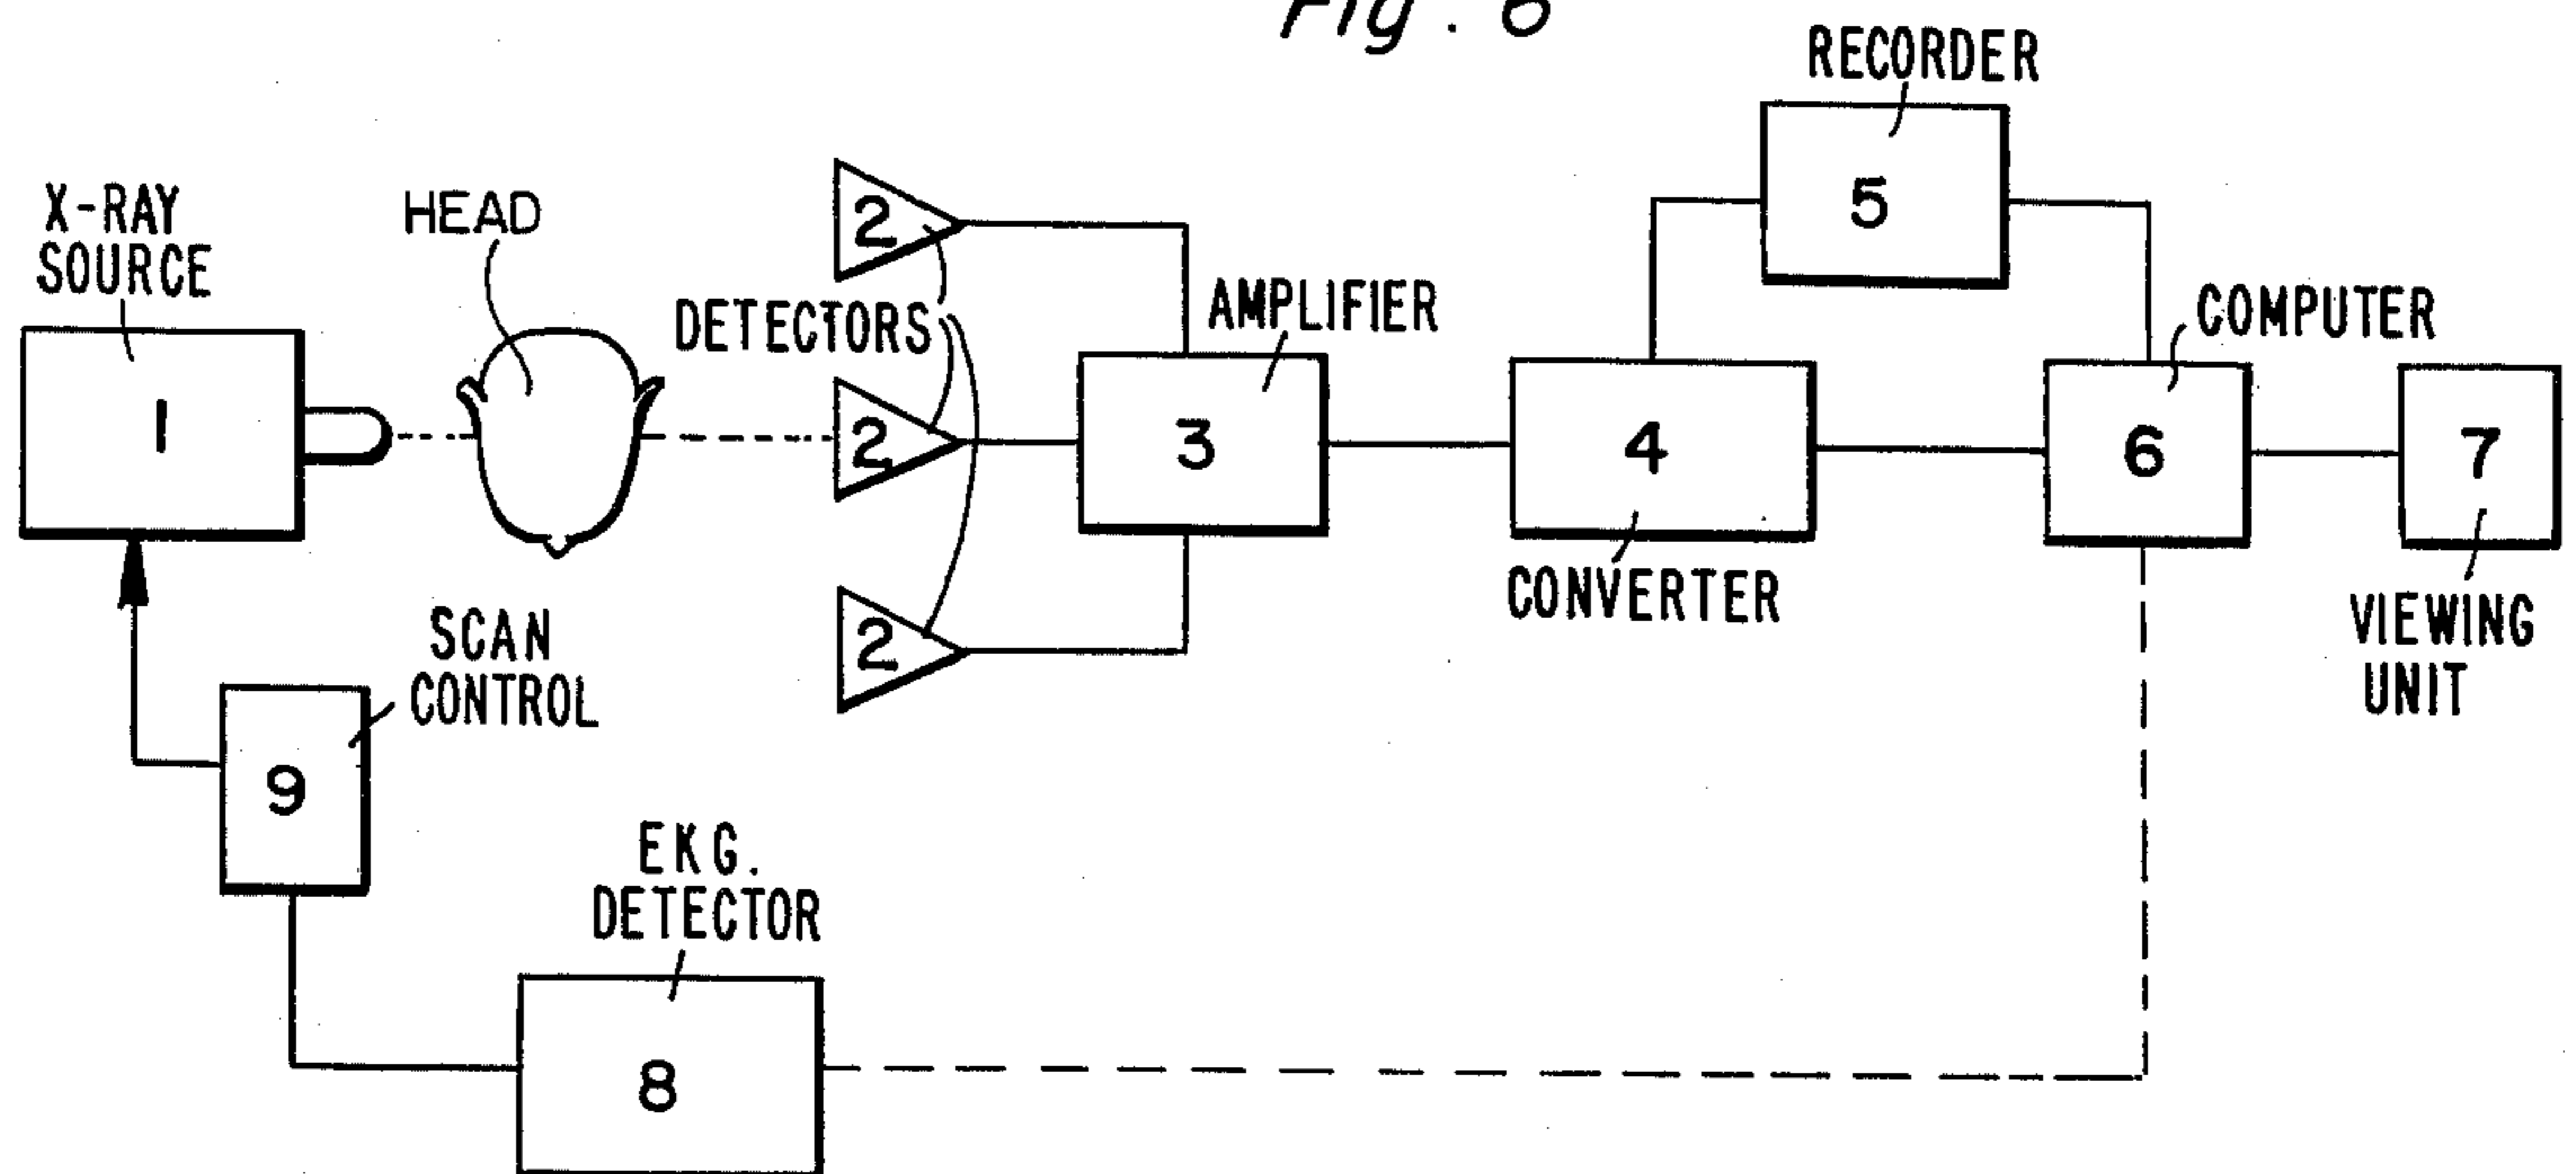 Fig. 6
RECORDER
5
X-RAY
SOURCE
1
HEAD
2
DETECTORS
2
2
AMPLIFIER
3
4
CONVERTER
COMPUTER
6
7
VIEWING
UNIT
SCAN
CONTROL
9
EKG.
DETECTOR
8